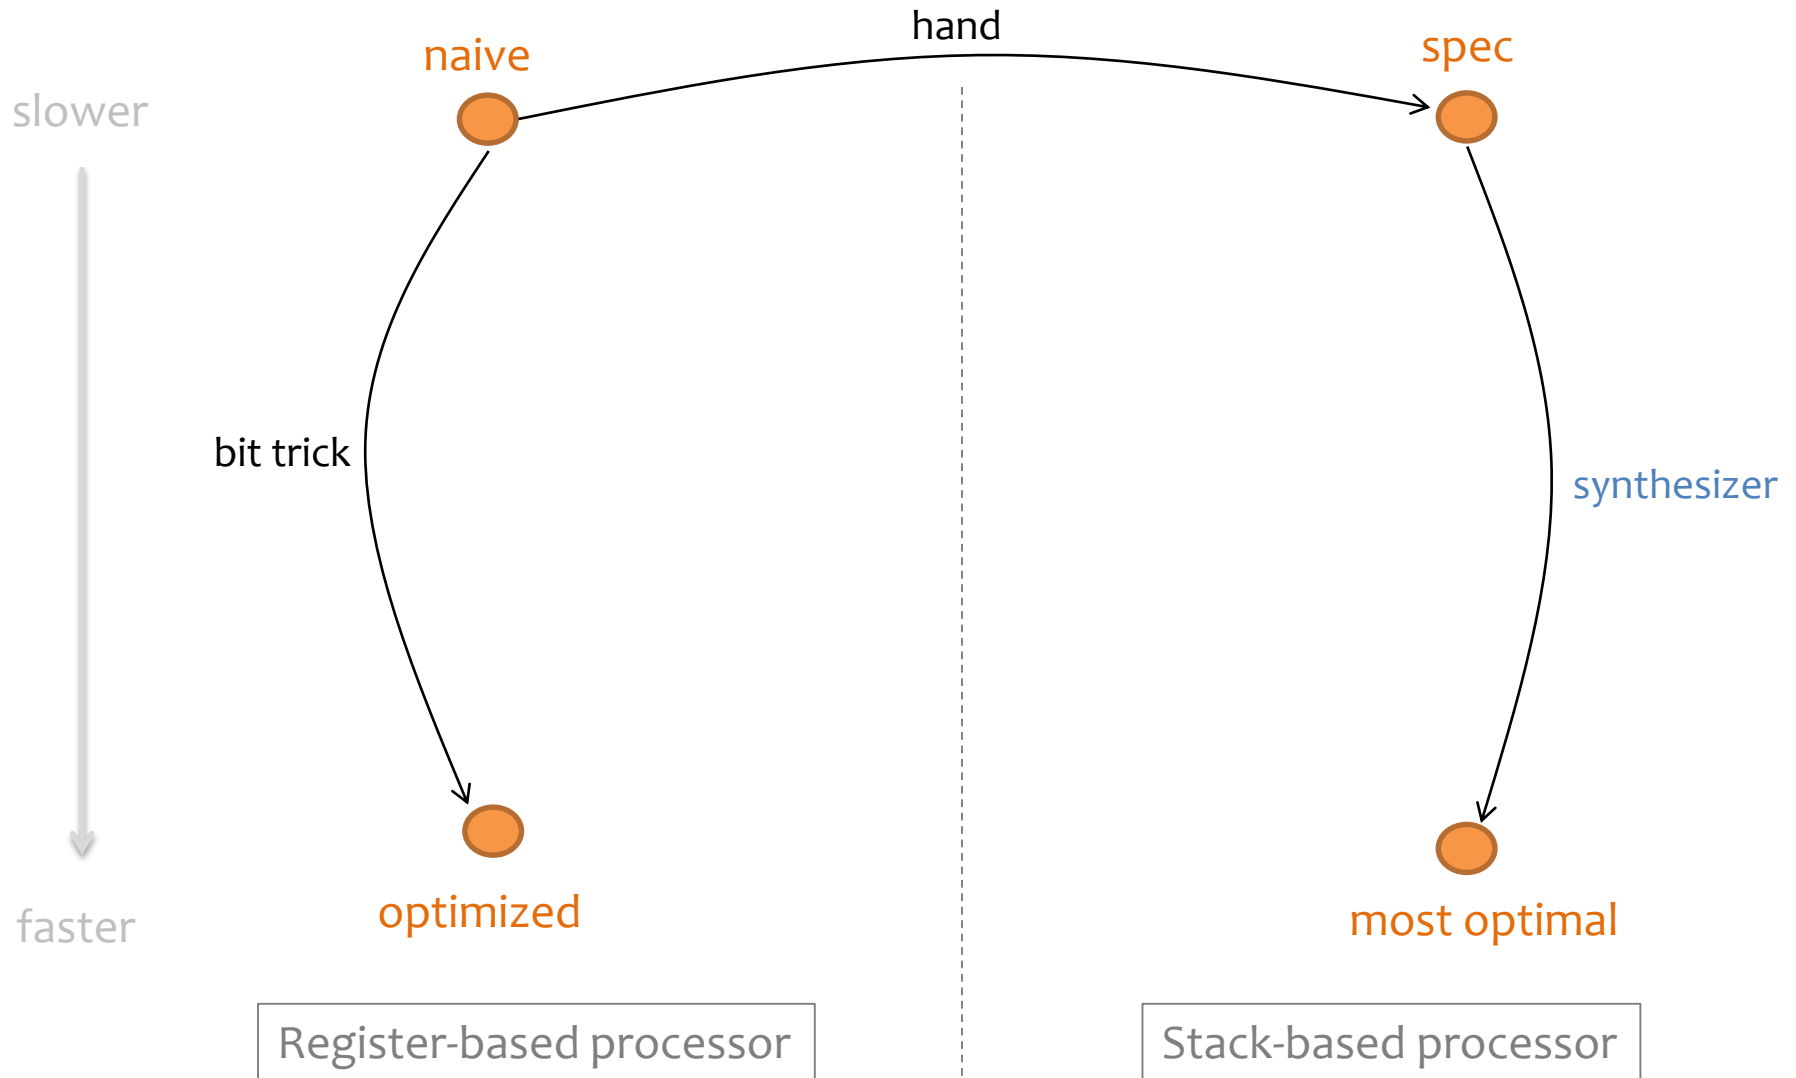 hand
naive
spec
slower
bit trick
synthesizer
optimized
most optimal
faster
Register-based processor
Stack-based processor